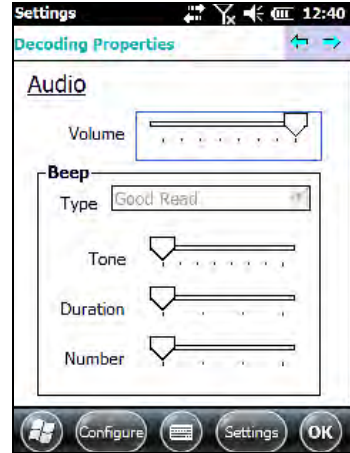 Settings 12:40
Decoding Properties
Audio
Volume
Beep
Type Good Read
Tone
Duration
Number
Configure Settings OK